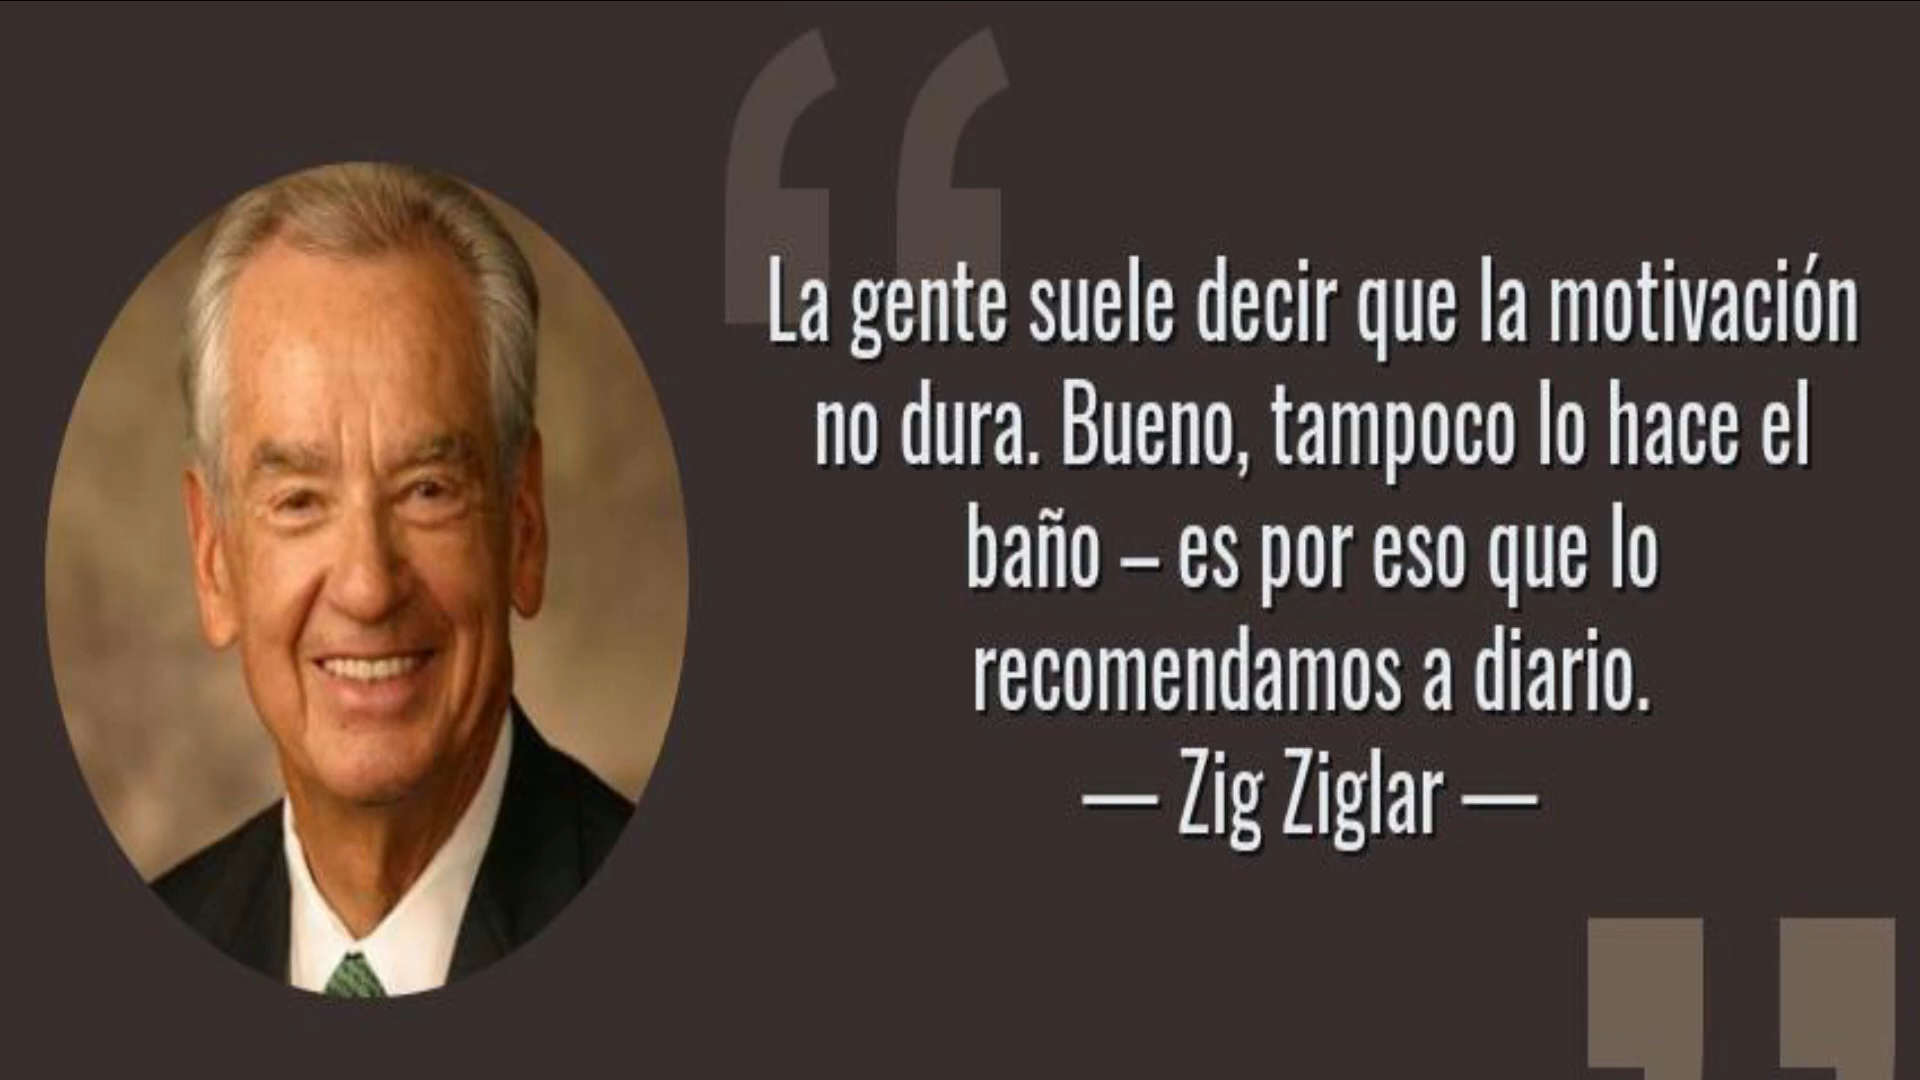 La gente suele decir que la motivación
no dura. Bueno, tampoco lo hace el
baño – es por eso que lo
recomendamos a diario.
— Zig Ziglar —